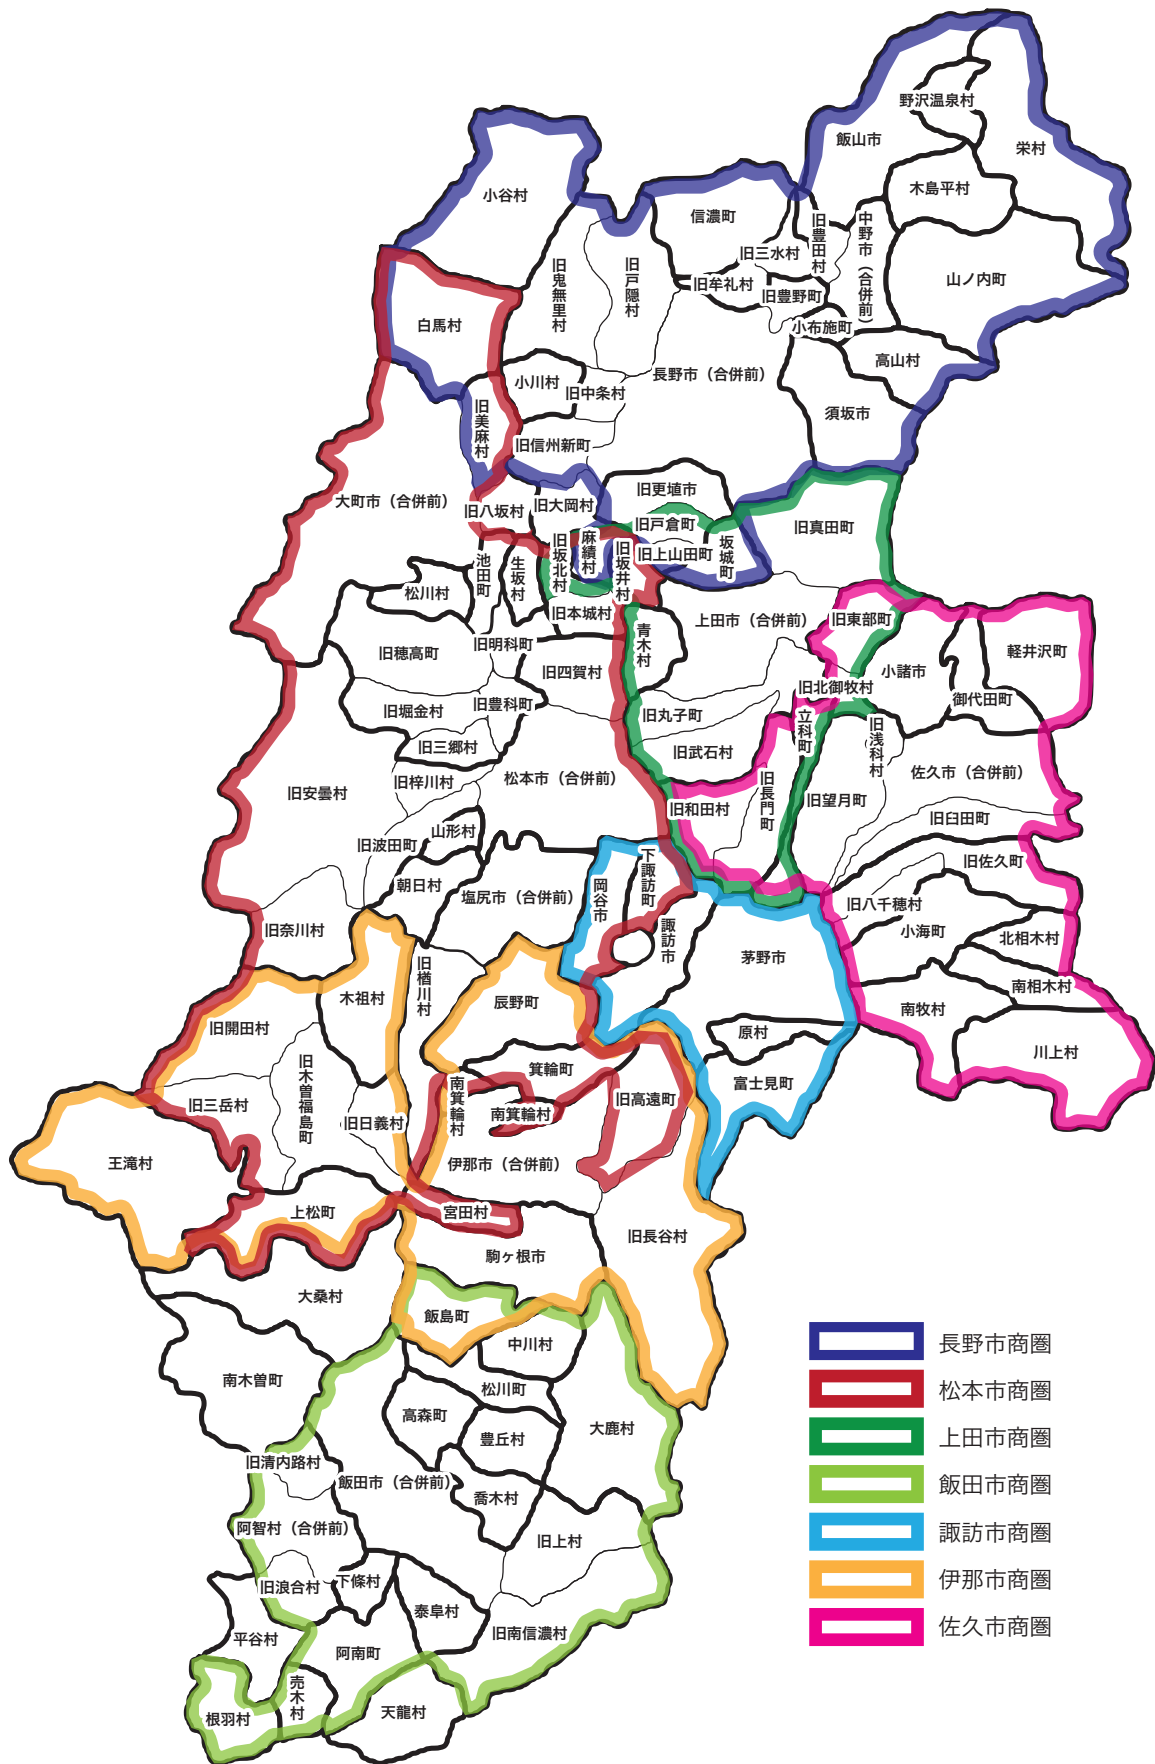 野沢温泉村
飯山市
栄村
木島平村
小谷村
信濃町
旧豊田村
中野市（合併前）
旧三水村
旧鬼無里村
旧戸隠村
旧牟礼村
旧豊野町
山ノ内町
白馬村
小布施町
高山村
小川村
旧中条村
長野市（合併前）
須坂市
旧美麻村
旧信州新町
大町市（合併前）
旧八坂村
旧大岡村
旧更埴市
旧戸倉町
旧真田町
旧坂北村
麻績村
旧坂井村
旧上山田町
坂城町
池田町
生坂村
松川村
旧本城村
青木村
上田市（合併前）
旧東部町
軽井沢町
旧穂高町
旧明科町
旧四賀村
小諸市
旧北御牧村
御代田町
旧堀金村
旧豊科町
旧丸子町
立科町
旧浅科村
旧三郷村
旧武石村
佐久市（合併前）
旧安曇村
旧梓川村
松本市（合併前）
旧長門町
旧望月町
旧和田村
旧臼田町
旧波田町
山形村
旧佐久町
朝日村
塩尻市（合併前）
岡谷市
下諏訪町
旧八千穂村
旧奈川村
諏訪市
小海町
北相木村
茅野市
旧楢川村
木祖村
南相木村
辰野町
南牧村
旧開田村
原村
川上村
旧木曽福島町
箕輪町
富士見町
旧三岳村
南箕輪村
南箕輪村
旧高遠町
旧日義村
王滝村
伊那市（合併前）
上松町
宮田村
旧長谷村
駒ヶ根市
大桑村
飯島町
中川村
長野市商圏
南木曽町
松川町
松本市商圏
高森町
大鹿村
豊丘村
上田市商圏
旧清内路村
飯田市（合併前）
飯田市商圏
喬木村
阿智村（合併前）
旧上村
諏訪市商圏
下條村
旧浪合村
伊那市商圏
泰阜村
平谷村
旧南信濃村
佐久市商圏
阿南町
売木村
根羽村
天龍村